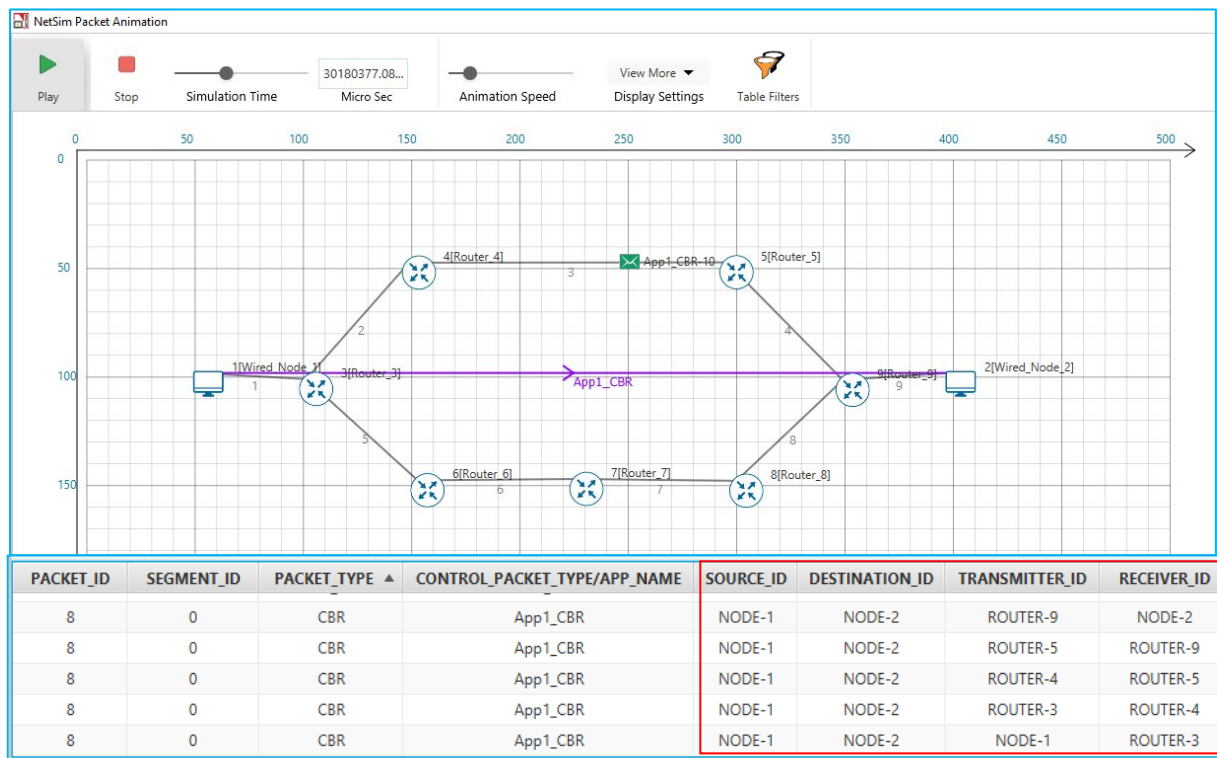 NetSim Packet Animation
Play
Stop
Simulation Time
30180377.08...
Micro Sec
Animation Speed
View More
Display Settings
Table Filters
0 50 100 150 200 250 300 350 400 450 500
0
4[Router_4] App1_CBR-10 5[Router_5]
50
3
2 4
1[Wired_Node_1] 3[Router_3] 9[Router_9] 2[Wired_Node_2]
100
1 App1_CBR 9
5 8
6[Router_6] 7[Router_7] 8[Router_8]
150
6 7
PACKET_ID SEGMENT_ID PACKET_TYPE CONTROL_PACKET_TYPE/APP_NAME SOURCE_ID DESTINATION_ID TRANSMITTER_ID RECEIVER_ID
8 0 CBR App1_CBR NODE-1 NODE-2 ROUTER-9 NODE-2
8 0 CBR App1_CBR NODE-1 NODE-2 ROUTER-5 ROUTER-9
8 0 CBR App1_CBR NODE-1 NODE-2 ROUTER-4 ROUTER-5
8 0 CBR App1_CBR NODE-1 NODE-2 ROUTER-3 ROUTER-4
8 0 CBR App1_CBR NODE-1 NODE-2 NODE-1 ROUTER-3